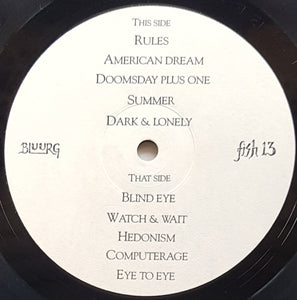 THIS SIDE
RULES
AMERICAN DREAM
DOOMSDAY PLUS ONE
SUMMER
DARK & LONELY
BLUURG
fish 13
THAT SIDE
BLIND EYE
WATCH & WAIT
HEDONISM
COMPUTERAGE
EYE TO EYE